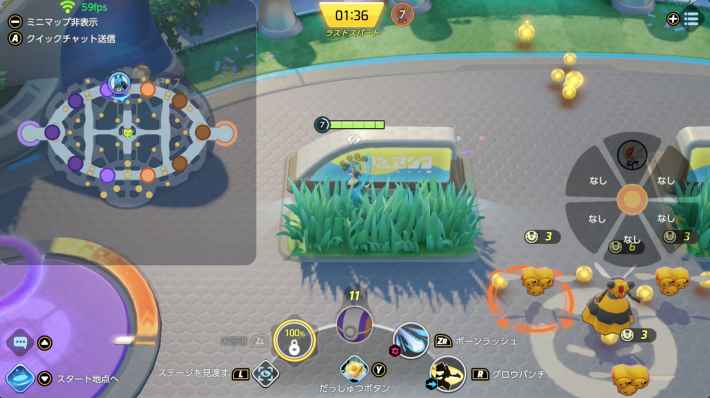 59fps
ミニマップ非表示
A クイックチャット送信
01:36
7
ラストスパート
7
なし
なし
なし
なし
なし
3
6
3
3
11
100%
ZR ボーンラッシュ
ステージを見渡す L
Y
だっしゅつボタン
R グロウパンチ
スタート地点へ